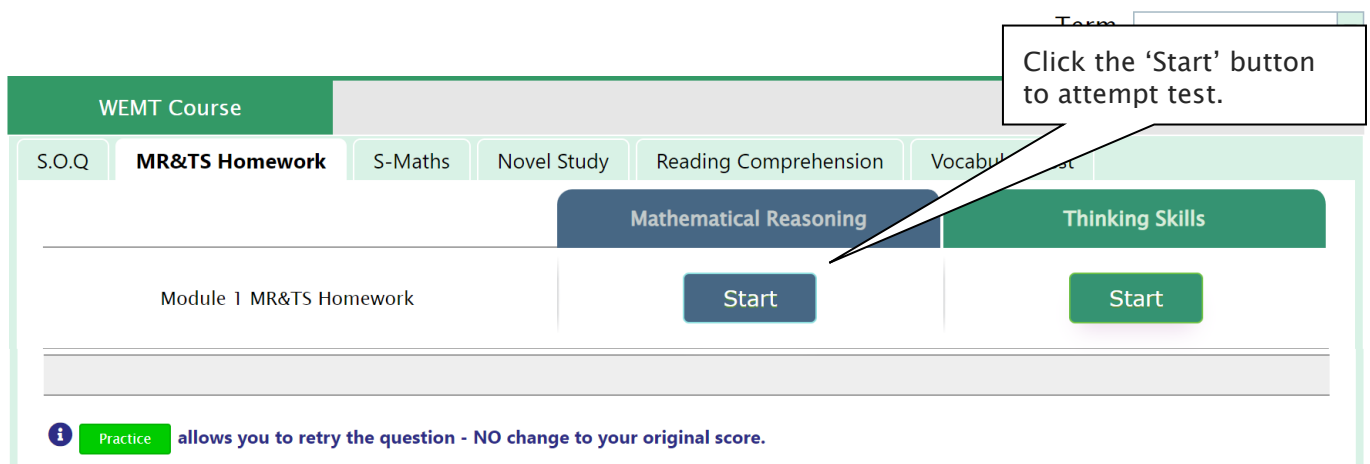 Term
Click the ‘Start’ button
to attempt test.
WEMT Course
S.O.Q MR&TS Homework S-Maths Novel Study Reading Comprehension
Mathematical Reasoning Thinking Skills
Module 1 MR&TS Homework Start Start
i Practice allows you to retry the question - NO change to your original score.